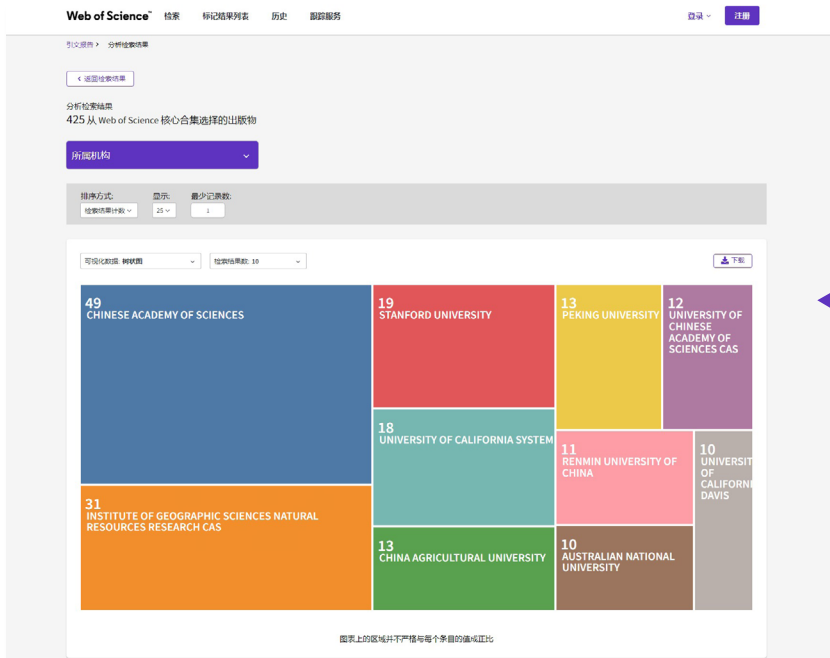 Web of Science™ 检索 标记结果列表 历史 跟踪服务 登录 注册
引文报告 > 分析检索结果
< 返回检索结果
分析检索结果
425 从 Web of Science 核心合集选择的出版物
所属机构
排序方式: 显示: 最少记录数:
检索结果计数 25 1
可视化数据: 树状图 检索结果数: 10 下载
49
CHINESE ACADEMY OF SCIENCES
31
INSTITUTE OF GEOGRAPHIC SCIENCES NATURAL
RESOURCES RESEARCH CAS
19
STANFORD UNIVERSITY
18
UNIVERSITY OF CALIFORNIA SYSTEM
13
CHINA AGRICULTURAL UNIVERSITY
13
PEKING UNIVERSITY
12
UNIVERSITY OF
CHINESE
ACADEMY OF
SCIENCES CAS
11
RENMIN UNIVERSITY OF
CHINA
10
AUSTRALIAN NATIONAL
UNIVERSITY
10
UNIVERSIT
OF
CALIFORNI
DAVIS
图表上的区域并不严格与每个条目的值成正比